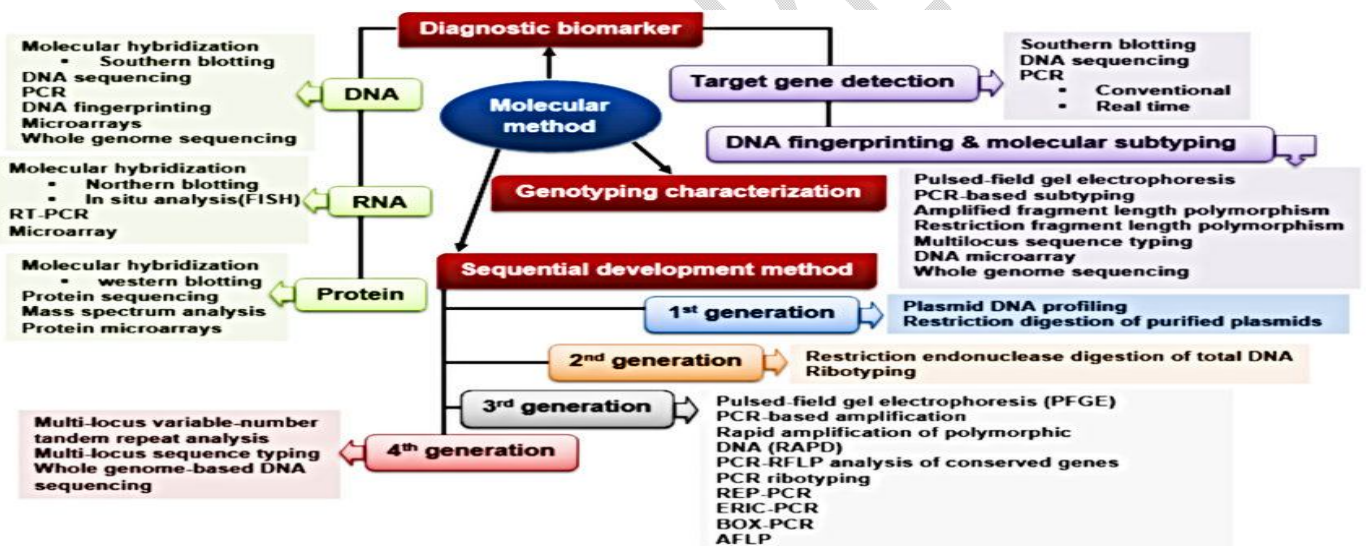 Diagnostic biomarker
Molecular hybridization
• Southern blotting
DNA sequencing
PCR
DNA fingerprinting
Microarrays
Whole genome sequencing
DNA
Molecular
method
Target gene detection
Southern blotting
DNA sequencing
PCR
• Conventional
• Real time
DNA fingerprinting & molecular subtyping
Molecular hybridization
• Northern blotting
• In situ analysis(FISH)
RT-PCR
Microarray
RNA
Genotyping characterization
Pulsed-field gel electrophoresis
PCR-based subtyping
Amplified fragment length polymorphism
Restriction fragment length polymorphism
Multilocus sequence typing
DNA microarray
Whole genome sequencing
Molecular hybridization
• western blotting
Protein sequencing
Mass spectrum analysis
Protein microarrays
Protein
Sequential development method
1st generation
Plasmid DNA profiling
Restriction digestion of purified plasmids
2nd generation
Restriction endonuclease digestion of total DNA
Ribotyping
3rd generation
Pulsed-field gel electrophoresis (PFGE)
PCR-based amplification
Rapid amplification of polymorphic
DNA (RAPD)
PCR-RFLP analysis of conserved genes
PCR ribotyping
REP-PCR
ERIC-PCR
BOX-PCR
AFLP
Multi-locus variable-number
tandem repeat analysis
Multi-locus sequence typing
Whole genome-based DNA
sequencing
4th generation